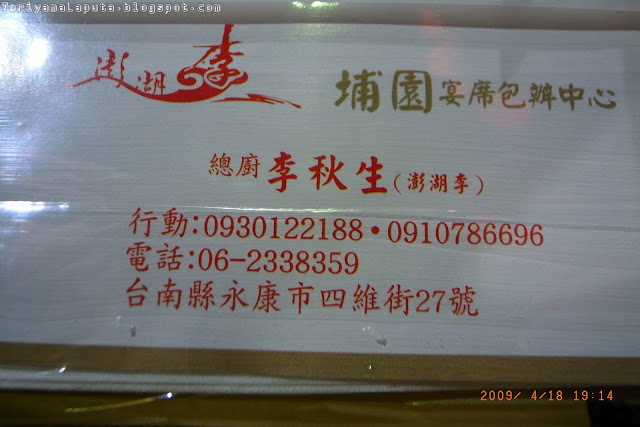 ToriyamaLaputa.blogspot.com
澎湖李 埔園宴席包辦中心
總廚 李秋生(澎湖李)
行動:0930122188•0910786696
電話:06-2338359
台南縣永康市四維街27號
2009/ 4/18 19:14